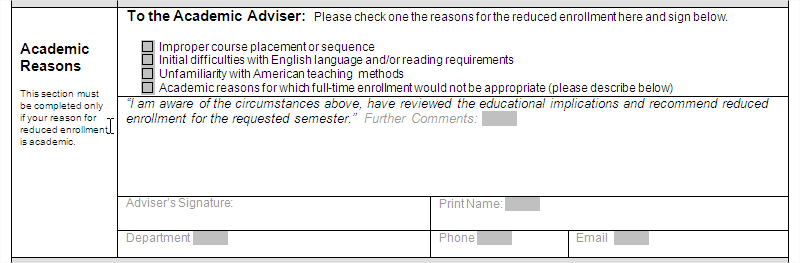 To the Academic Adviser: Please check one the reasons for the reduced enrollment here and sign below.
Academic
Reasons
This section must
be completed only
if your reason for
reduced enrollment
is academic.
Improper course placement or sequence
Initial difficulties with English language and/or reading requirements
Unfamiliarity with American teaching methods
Academic reasons for which full-time enrollment would not be appropriate (please describe below)
“I am aware of the circumstances above, have reviewed the educational implications and recommend reduced
enrollment for the requested semester.” Further Comments:
Adviser's Signature:
Print Name:
Department
Phone
Email